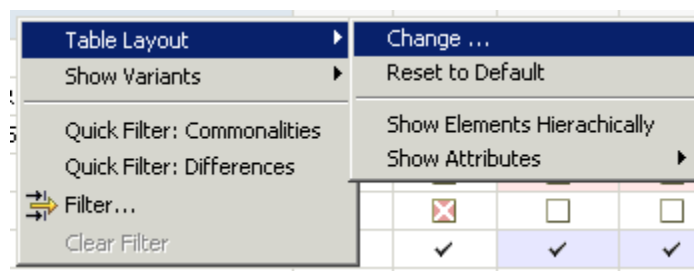 Table Layout
Show Variants
Quick Filter: Commonalities
Quick Filter: Differences
Filter...
Clear Filter
Change ...
Reset to Default
Show Elements Hierachically
Show Attributes